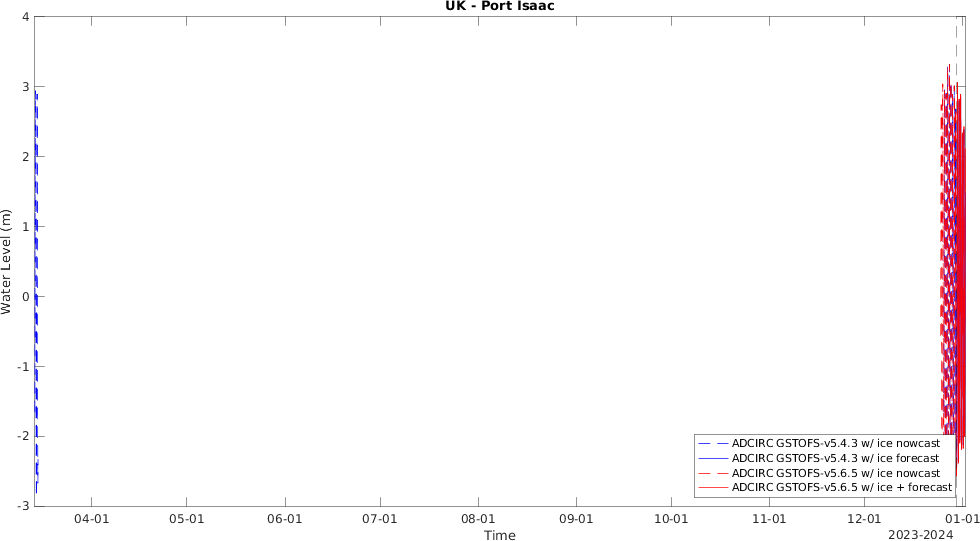 UK - Port Isaac
4
3
2
1
0
-1
-2
-3
Water Level (m)
04-01
05-01
06-01
07-01
08-01
09-01
10-01
11-01
12-01
01-01
Time
2023-2024
ADCIRC GSTOFS-v5.4.3 w/ ice nowcast
ADCIRC GSTOFS-v5.4.3 w/ ice forecast
ADCIRC GSTOFS-v5.6.5 w/ ice nowcast
ADCIRC GSTOFS-v5.6.5 w/ ice + forecast